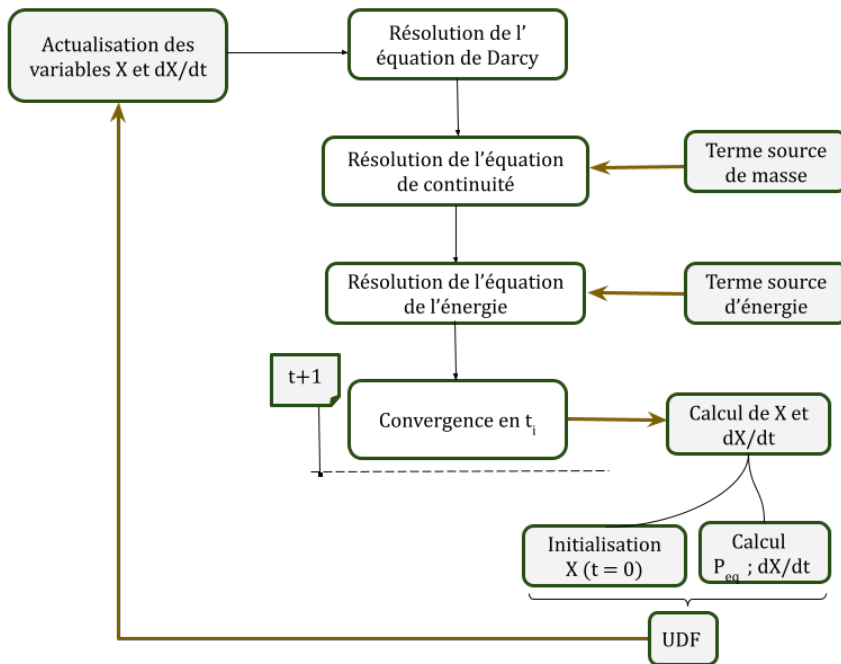 Actualisation des
variables X et dX/dt
Résolution de l’
équation de Darcy
Résolution de l’équation
de continuité
Terme source
de masse
Résolution de l’équation
de l’énergie
Terme source
d’énergie
t+1
Convergence en tᵢ
Calcul de X et
dX/dt
Initialisation
X (t = 0)
Calcul
P_eq ; dX/dt
UDF